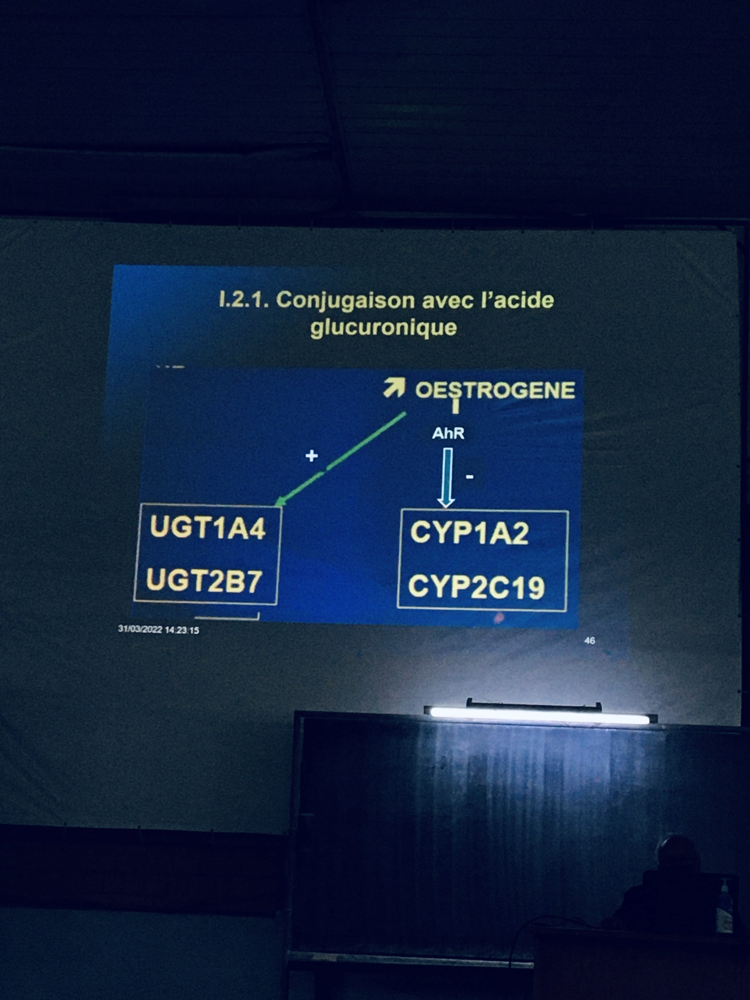 I.2.1. Conjugaison avec l'acide
glucuronique
OESTROGENE
AhR
+
-
UGT1A4
UGT2B7
CYP1A2
CYP2C19
31/03/2022 14:23:15
46